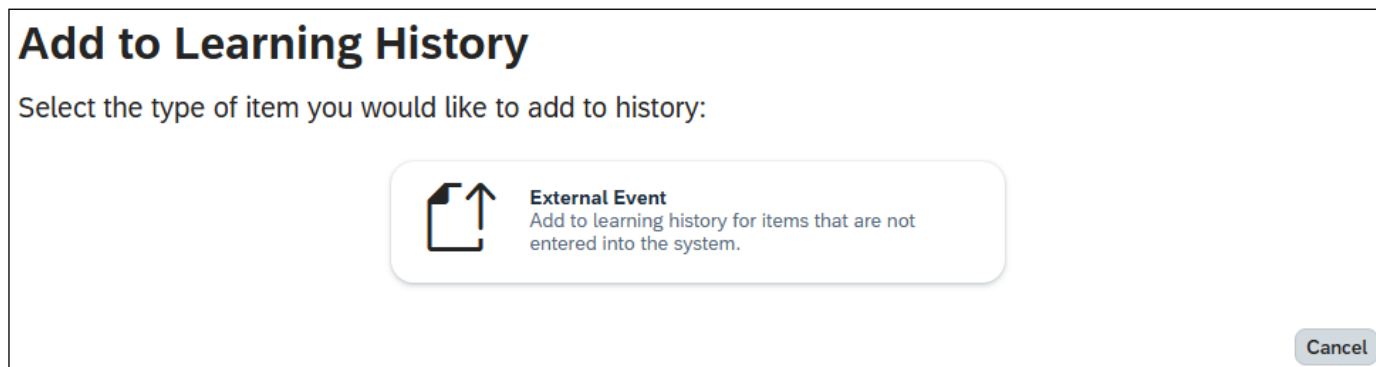 Add to Learning History
Select the type of item you would like to add to history:
External Event
Add to learning history for items that are not
entered into the system.
Cancel